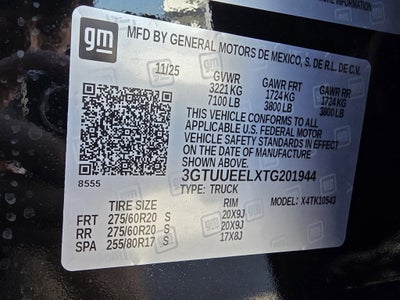 gm
MFD BY GENERAL MOTORS DE MEXICO, S. DE R.L. DE C.V.
11/25 GVWR GAWR FRT GAWR RR
3221 KG 1724 KG 1724 KG
7100 LB 3800 LB 3800 LB
THIS VEHICLE CONFORMS TO ALL
APPLICABLE U.S. FEDERAL MOTOR
VEHICLE SAFETY STANDARDS IN EFFECT
ON THE DATE OF MANUFACTURE
SHOWN ABOVE.
8555
3GTUUEELXTG201944
TYPE: TRUCK MODEL: X4TK10543
TIRE SIZE RIM
FRT 275/60R20 S 20X9J
RR 275/60R20 S 20X9J
SPA 255/80R17 S 17X8J